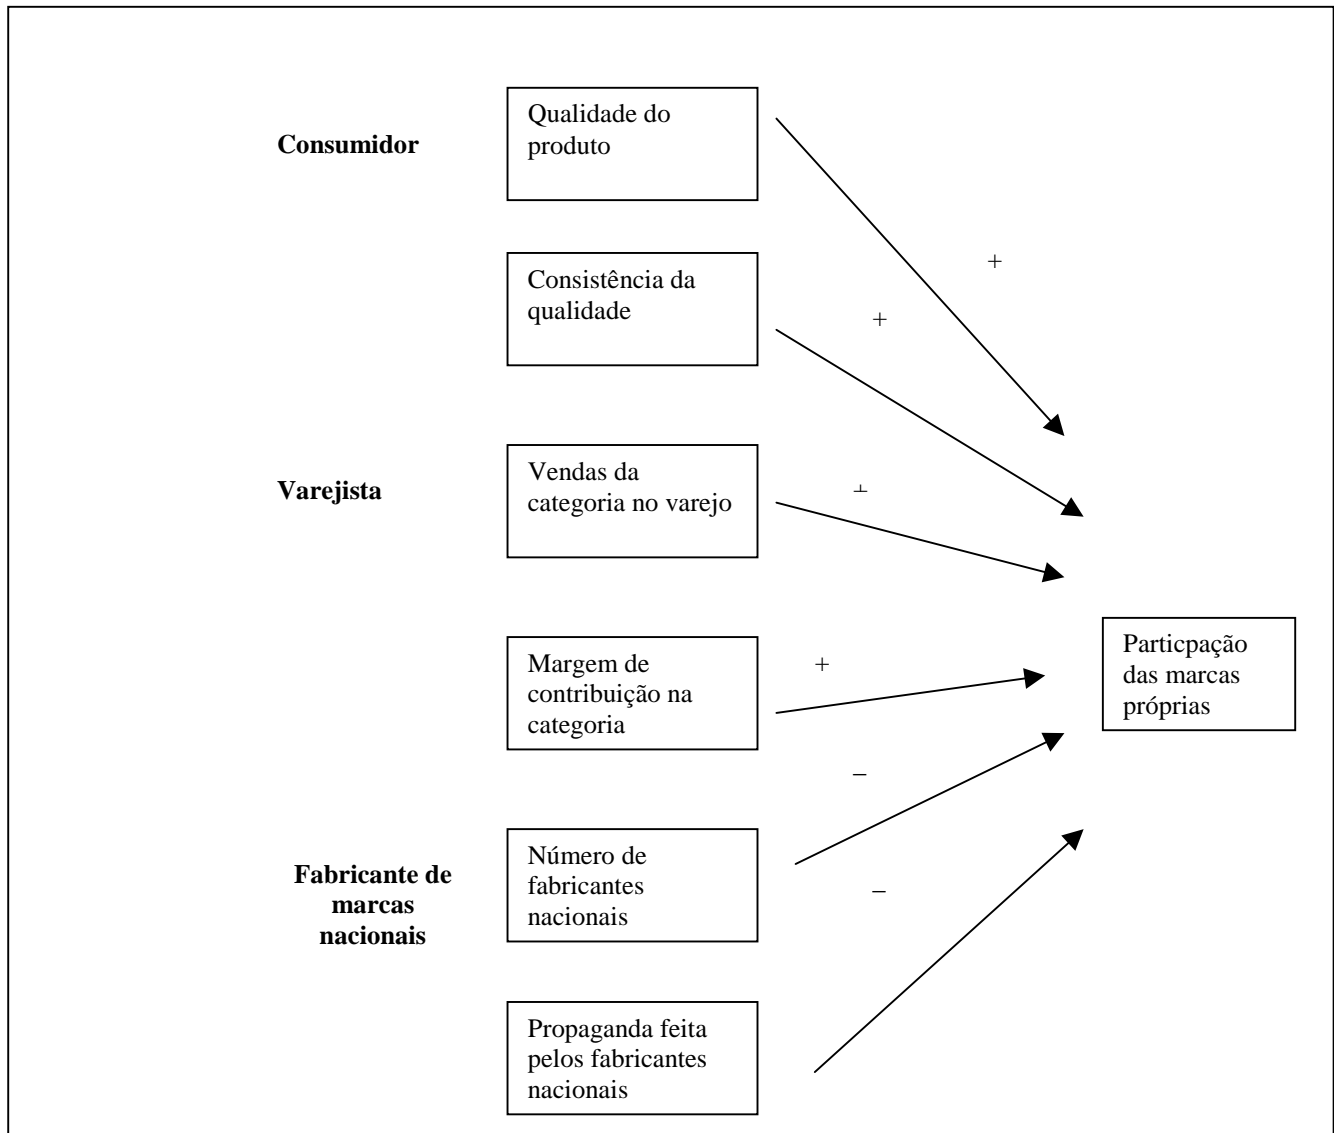 Consumidor
Qualidade do
produto
+
Consistência da
qualidade
+
Varejista
Vendas da
categoria no varejo
+
Margem de
contribuição na
categoria
+
Particpação
das marcas
próprias
–
Fabricante de
marcas
nacionais
Número de
fabricantes
nacionais
–
Propaganda feita
pelos fabricantes
nacionais